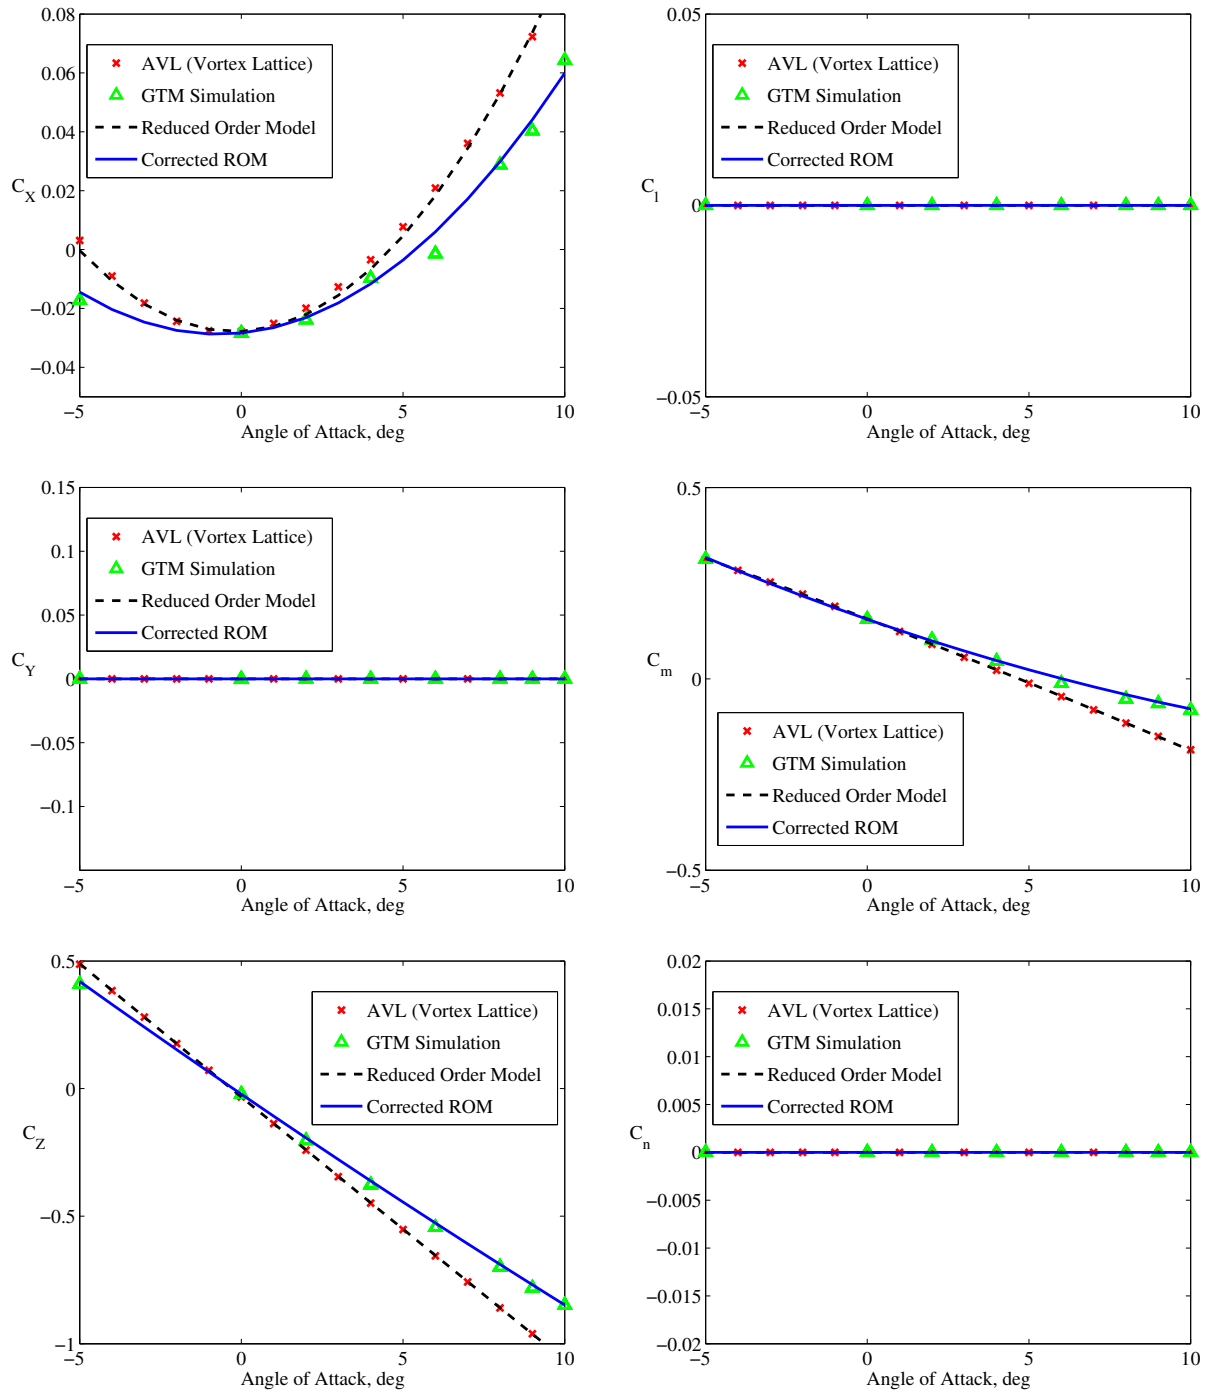 0.08
0.06
0.04
0.02
0
−0.02
−0.04
C_X
AVL (Vortex Lattice)
GTM Simulation
Reduced Order Model
Corrected ROM
−5
0
5
10
Angle of Attack, deg
0.05
0
−0.05
C_l
AVL (Vortex Lattice)
GTM Simulation
Reduced Order Model
Corrected ROM
−5
0
5
10
Angle of Attack, deg
0.15
0.1
0.05
0
−0.05
−0.1
C_Y
AVL (Vortex Lattice)
GTM Simulation
Reduced Order Model
Corrected ROM
−5
0
5
10
Angle of Attack, deg
0.5
0
−0.5
C_m
AVL (Vortex Lattice)
GTM Simulation
Reduced Order Model
Corrected ROM
−5
0
5
10
Angle of Attack, deg
0.5
0
−0.5
−1
C_Z
AVL (Vortex Lattice)
GTM Simulation
Reduced Order Model
Corrected ROM
−5
0
5
10
Angle of Attack, deg
0.02
0.015
0.01
0.005
0
−0.005
−0.01
−0.015
−0.02
C_n
AVL (Vortex Lattice)
GTM Simulation
Reduced Order Model
Corrected ROM
−5
0
5
10
Angle of Attack, deg